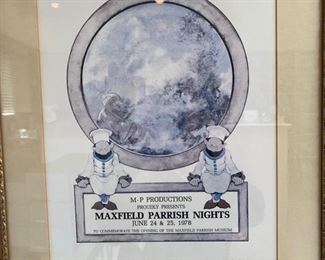 M-P PRODUCTIONS
PROUDLY PRESENTS
MAXFIELD PARRISH NIGHTS
JUNE 24 & 25, 1978
TO COMMEMORATE THE OPENING OF THE MAXFIELD PARRISH MUSEUM